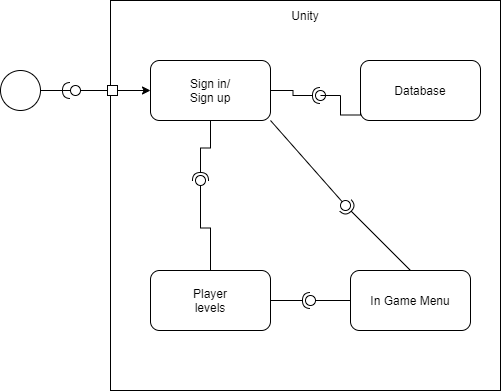 Unity
Sign in/
Sign up
Database
Player
levels
In Game Menu